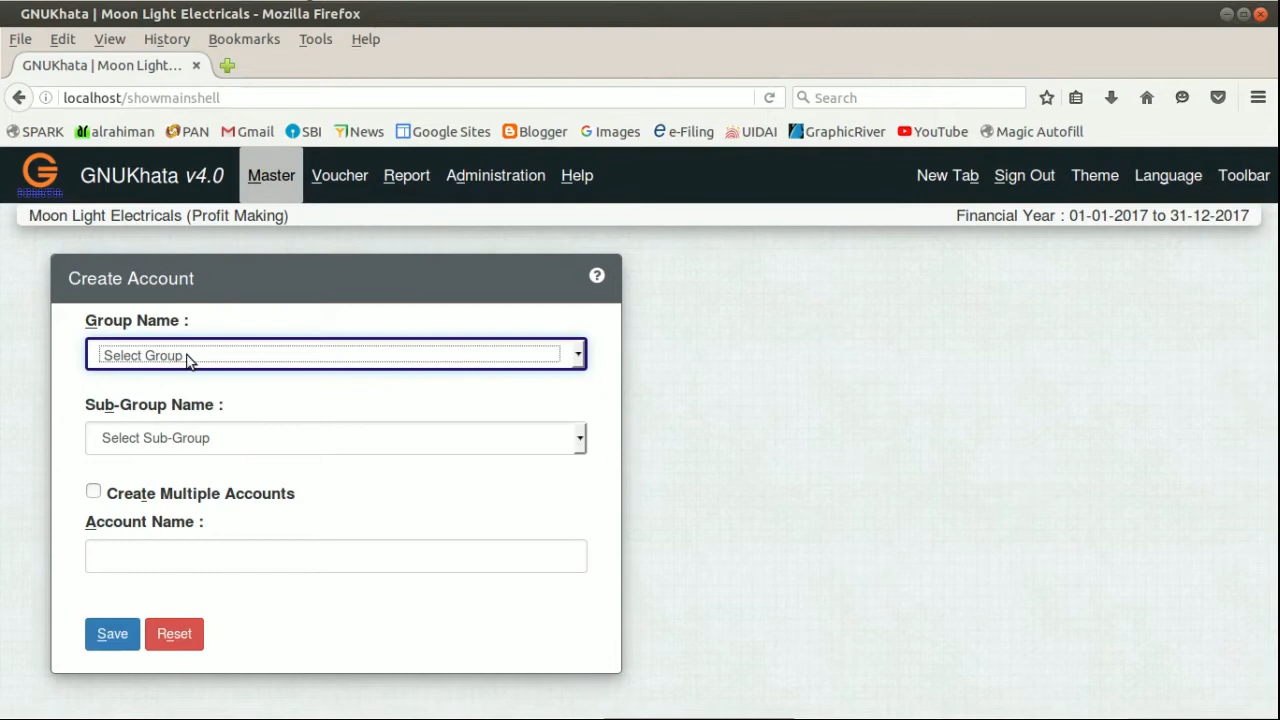 GNUKhata | Moon Light Electricals - Mozilla Firefox
File Edit View History Bookmarks Tools Help
GNUKhata | Moon Light... ×
localhost/showmainshell Search
SPARK alrahiman PAN Gmail SBI News Google Sites Blogger Images e-Filing UIDAI GraphicRiver YouTube Magic Autofill
GNUKhata v4.0 Master Voucher Report Administration Help New Tab Sign Out Theme Language Toolbar
Moon Light Electricals (Profit Making) Financial Year : 01-01-2017 to 31-12-2017
Create Account
Group Name :
Select Group
Sub-Group Name :
Select Sub-Group
Create Multiple Accounts
Account Name :
Save Reset